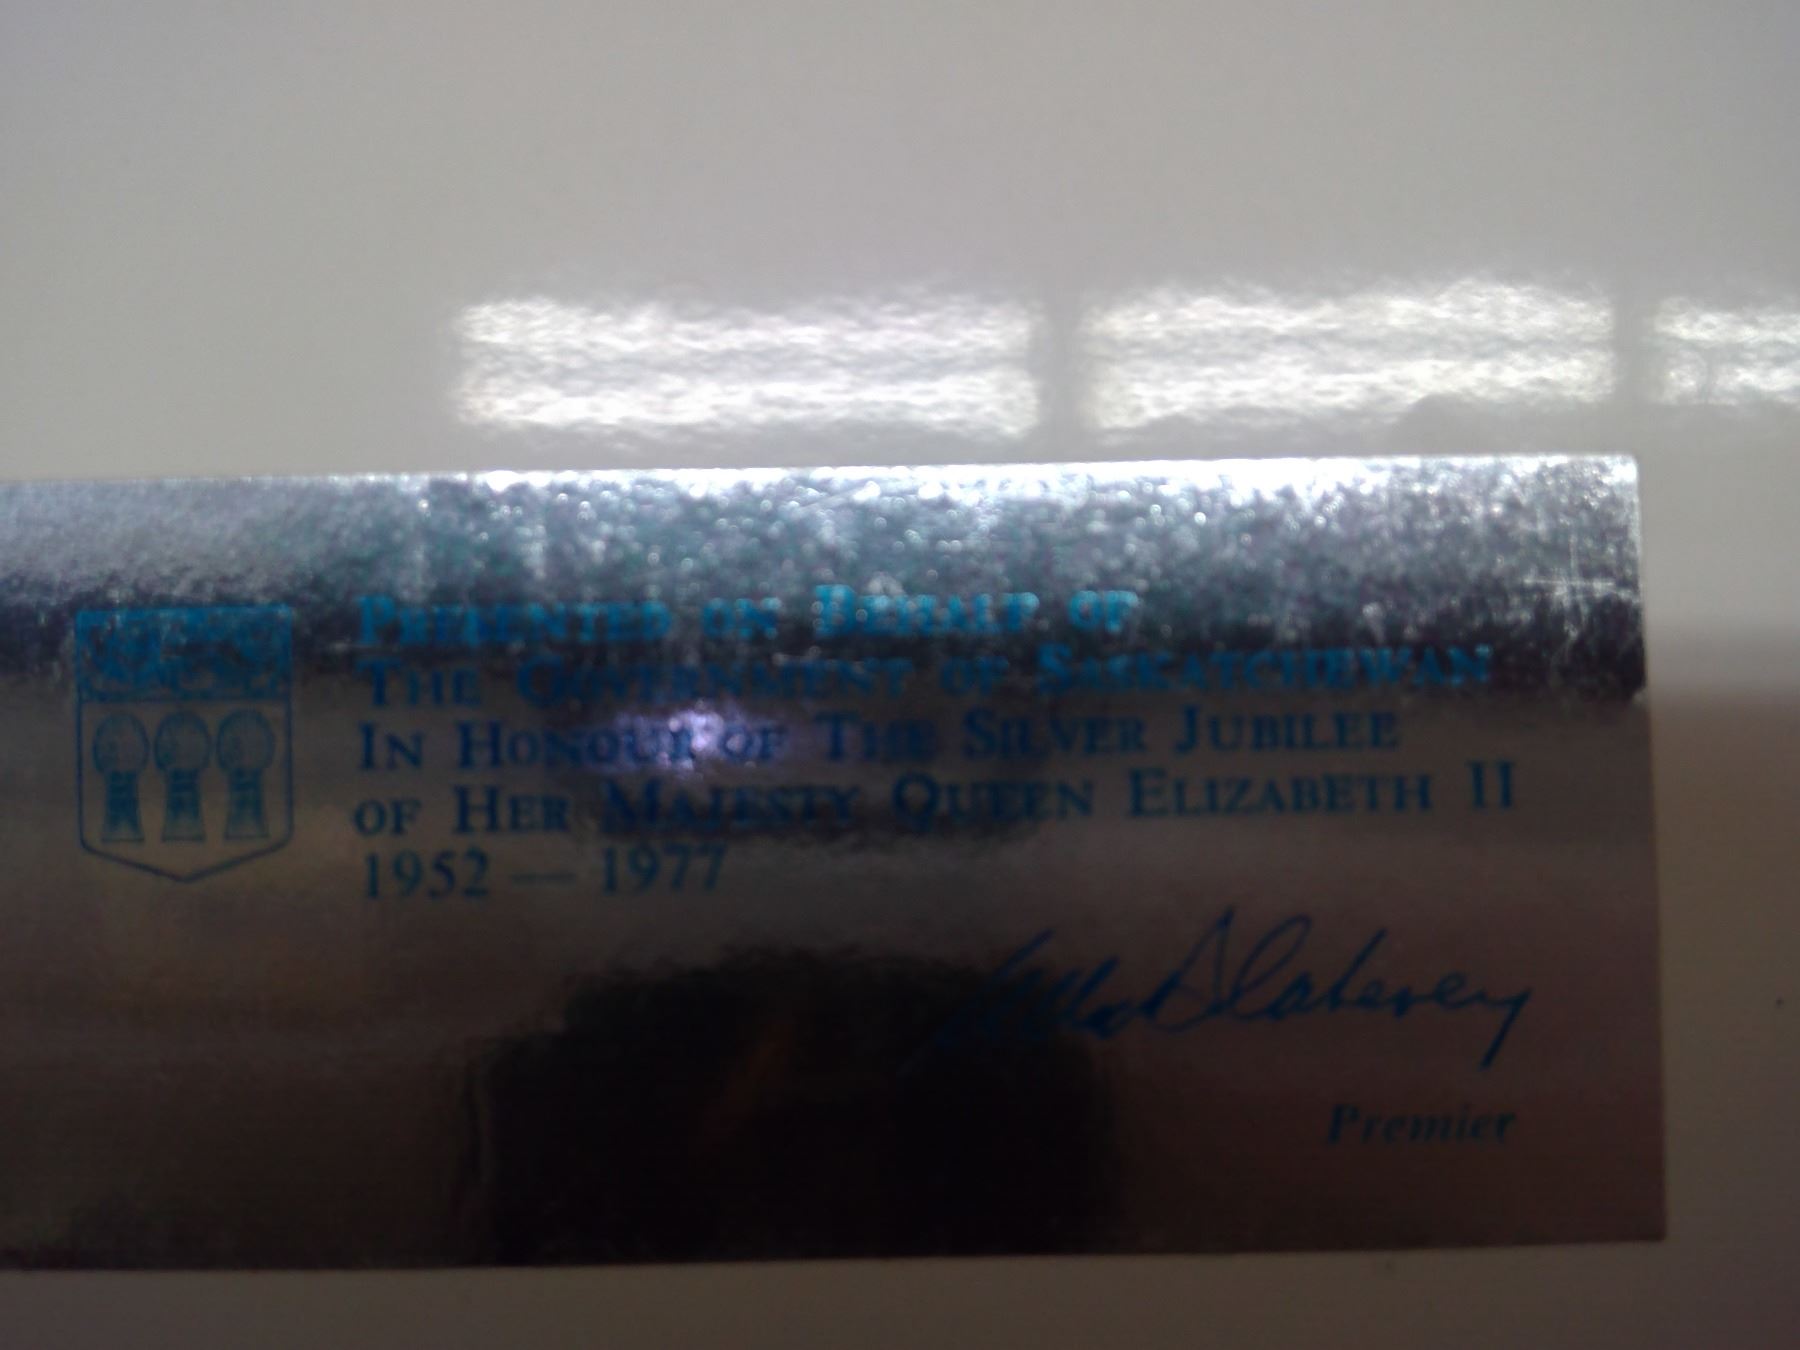 PRESENTED ON BEHALF OF
THE GOVERNMENT OF SASKATCHEWAN
IN HONOUR OF THE SILVER JUBILEE
OF HER MAJESTY QUEEN ELIZABETH II
1952 — 1977
Blakeney
Premier